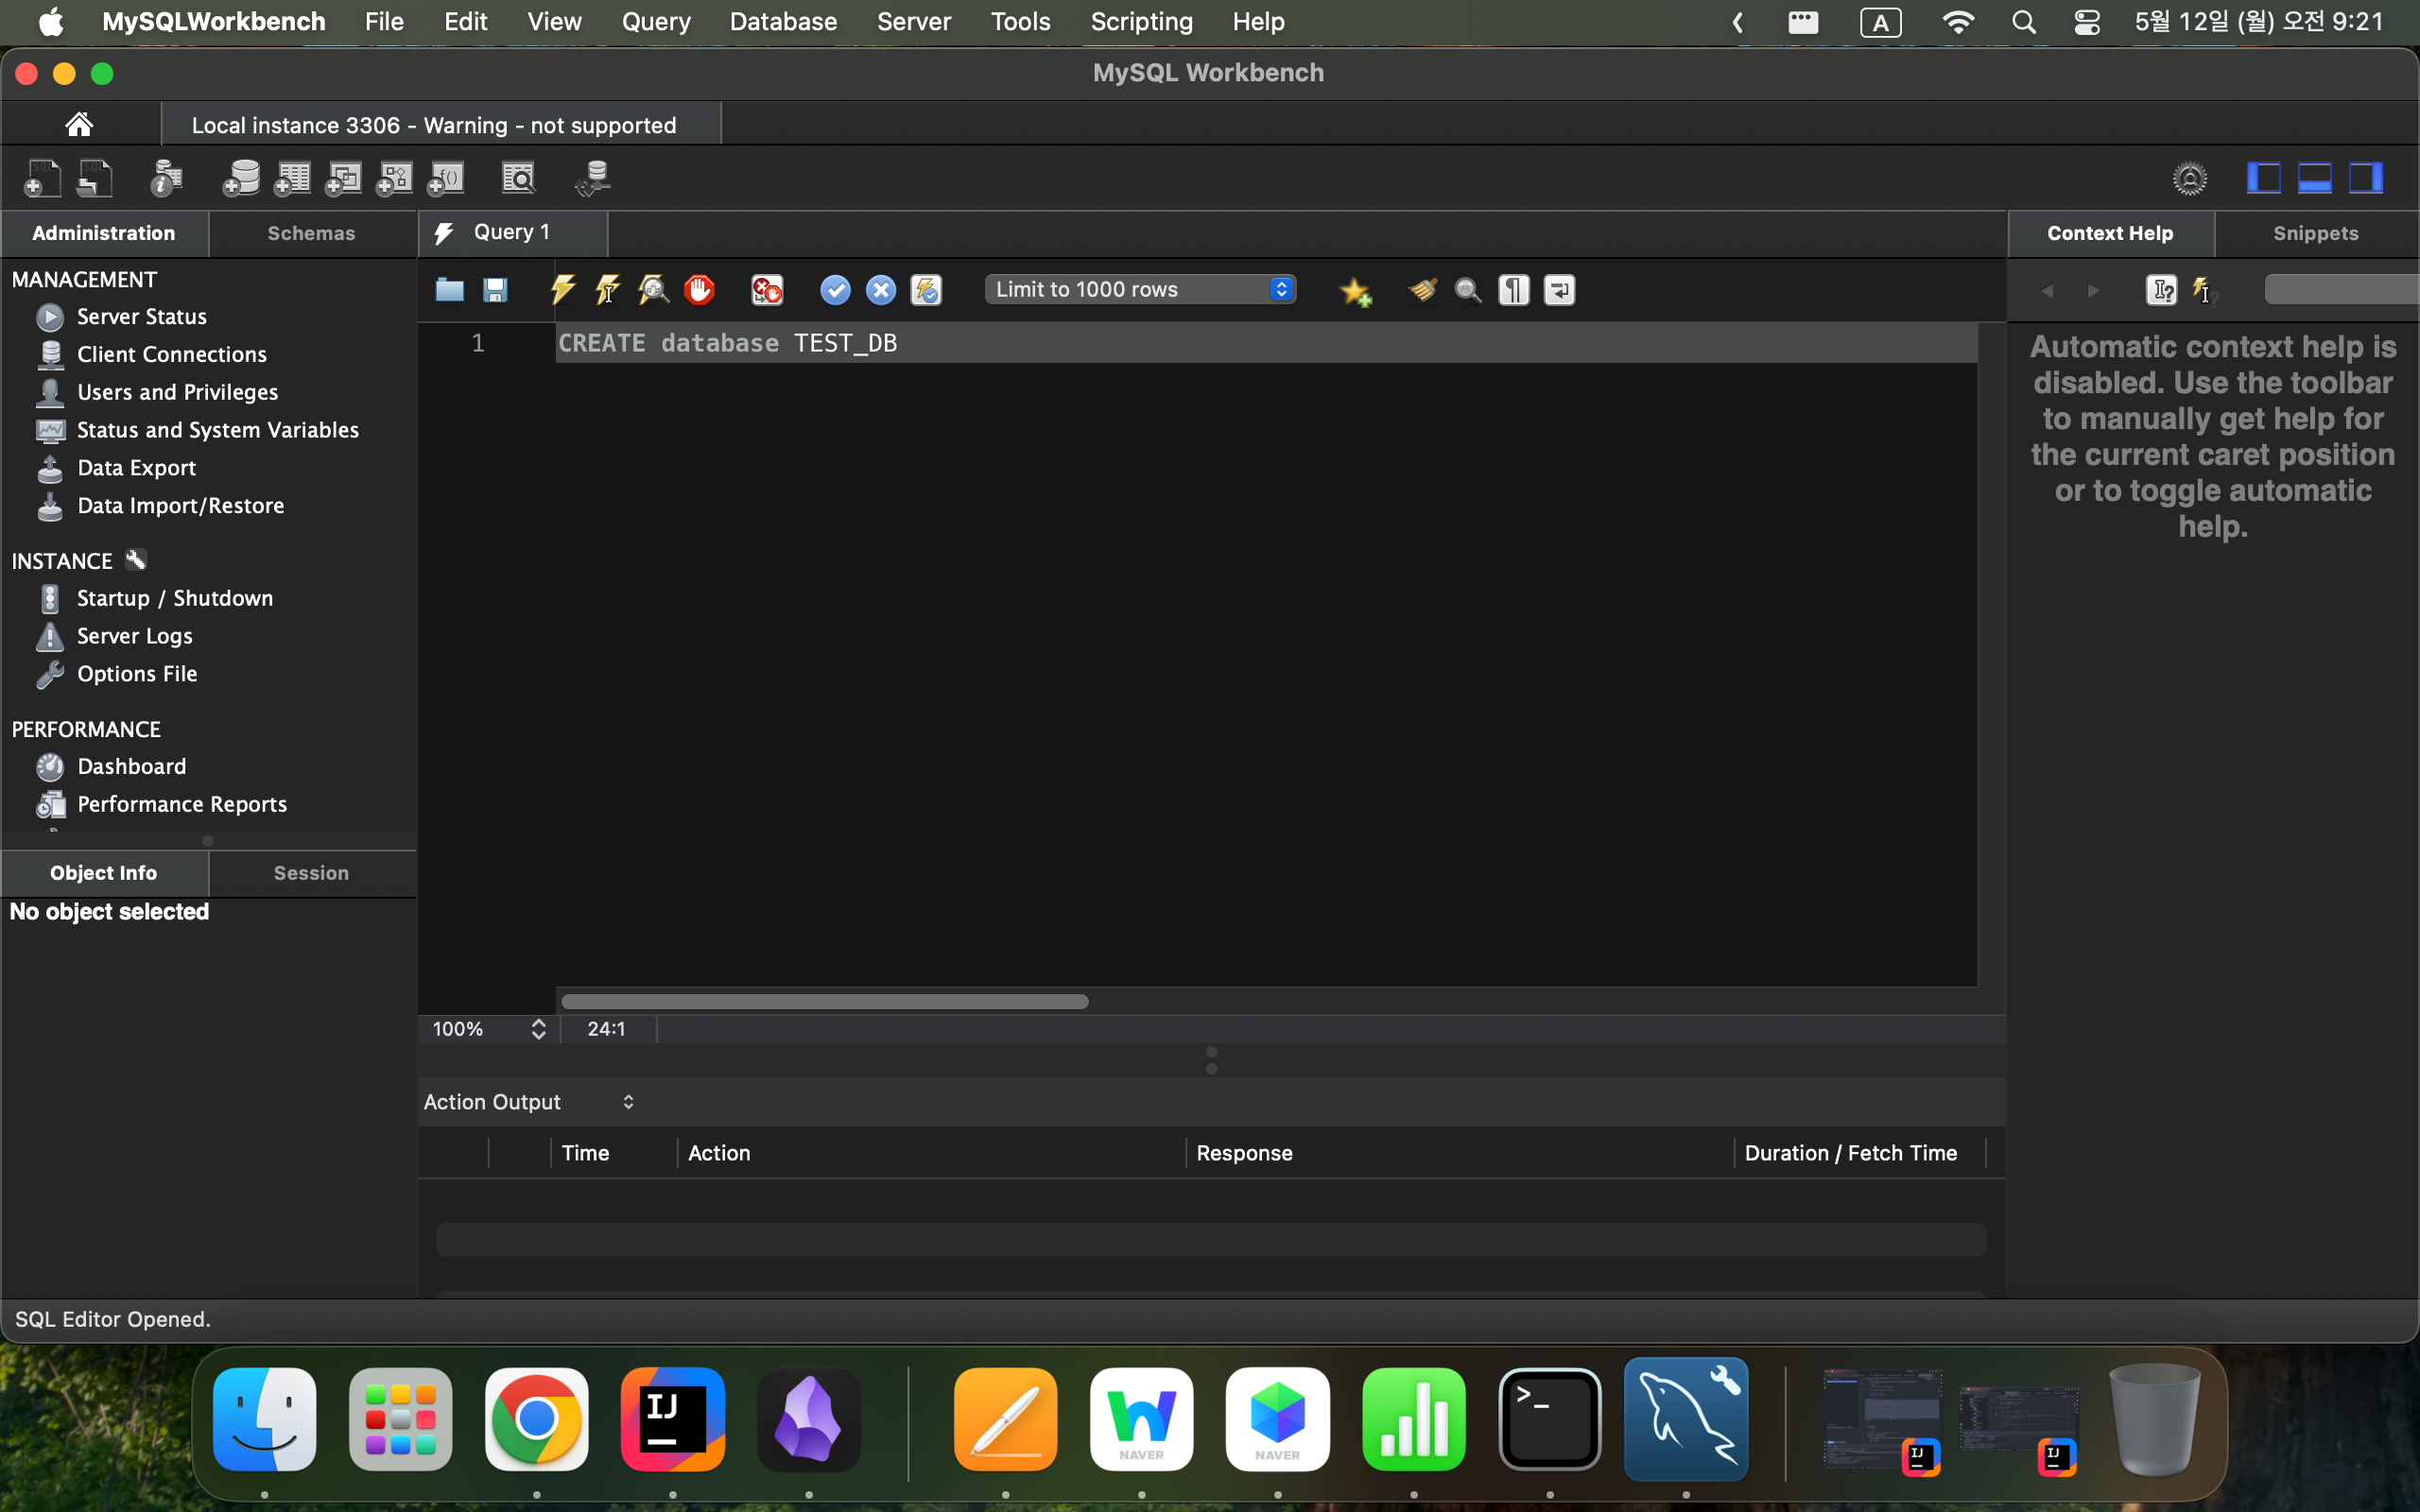 MySQLWorkbench File Edit View Query Database Server Tools Scripting Help A 5월 12일 (월) 오전 9:21
MySQL Workbench
Local instance 3306 - Warning - not supported
Administration Schemas Query 1 Context Help Snippets
MANAGEMENT
Server Status
Client Connections
Users and Privileges
Status and System Variables
Data Export
Data Import/Restore
INSTANCE
Startup / Shutdown
Server Logs
Options File
PERFORMANCE
Dashboard
Performance Reports
Object Info Session
No object selected
Limit to 1000 rows
1 CREATE database TEST_DB
100% 24:1
Action Output
Time Action Response Duration / Fetch Time
Automatic context help is
disabled. Use the toolbar
to manually get help for
the current caret position
or to toggle automatic
help.
SQL Editor Opened.
IJ
NAVER
NAVER
>_
IJ
IJ